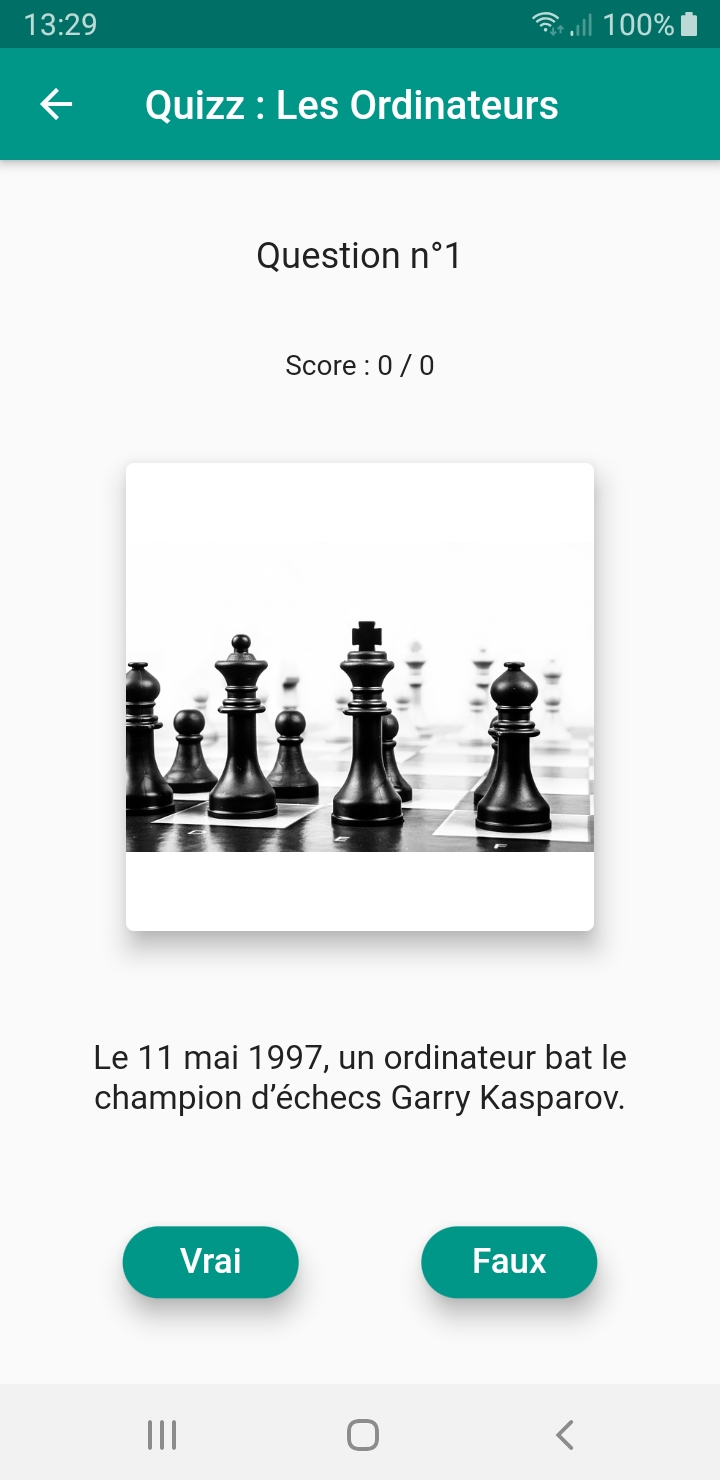 13:29
100%
Quizz : Les Ordinateurs
Question n°1
Score : 0 / 0
Le 11 mai 1997, un ordinateur bat le
champion d’échecs Garry Kasparov.
Vrai
Faux